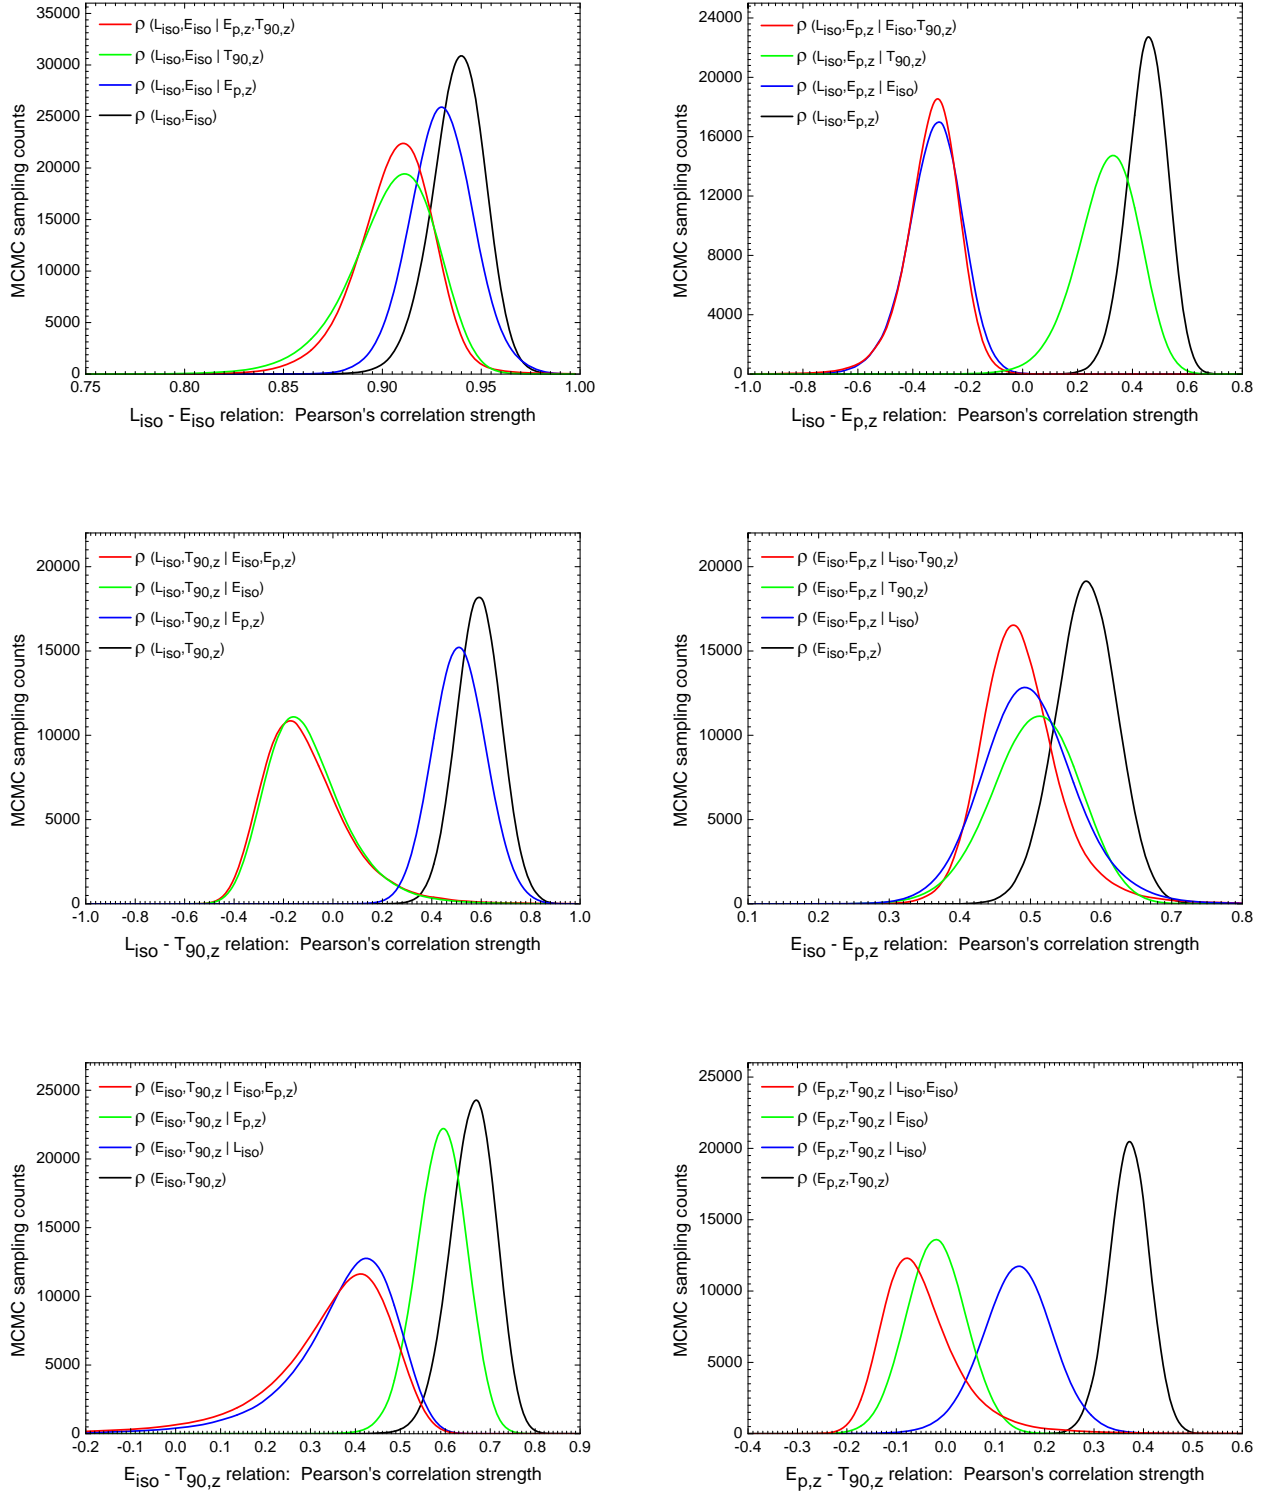 ρ (Liso,Eiso | Ep,z,T90,z)
ρ (Liso,Eiso | T90,z)
ρ (Liso,Eiso | Ep,z)
ρ (Liso,Eiso)
MCMC sampling counts
35000
30000
25000
20000
15000
10000
5000
0
0.75 0.80 0.85 0.90 0.95 1.00
Liso - Eiso relation: Pearson's correlation strength
ρ (Liso,Ep,z | Eiso,T90,z)
ρ (Liso,Ep,z | T90,z)
ρ (Liso,Ep,z | Eiso)
ρ (Liso,Ep,z)
MCMC sampling counts
24000
20000
16000
12000
8000
4000
0
-1.0 -0.8 -0.6 -0.4 -0.2 0.0 0.2 0.4 0.6 0.8
Liso - Ep,z relation: Pearson's correlation strength
ρ (Liso,T90,z | Eiso,Ep,z)
ρ (Liso,T90,z | Eiso)
ρ (Liso,T90,z | Ep,z)
ρ (Liso,T90,z)
MCMC sampling counts
20000
15000
10000
5000
0
-1.0 -0.8 -0.6 -0.4 -0.2 0.0 0.2 0.4 0.6 0.8 1.0
Liso - T90,z relation: Pearson's correlation strength
ρ (Eiso,Ep,z | Liso,T90,z)
ρ (Eiso,Ep,z | T90,z)
ρ (Eiso,Ep,z | Liso)
ρ (Eiso,Ep,z)
MCMC sampling counts
20000
15000
10000
5000
0
0.1 0.2 0.3 0.4 0.5 0.6 0.7 0.8
Eiso - Ep,z relation: Pearson's correlation strength
ρ (Eiso,T90,z | Eiso,Ep,z)
ρ (Eiso,T90,z | Ep,z)
ρ (Eiso,T90,z | Liso)
ρ (Eiso,T90,z)
MCMC sampling counts
25000
20000
15000
10000
5000
0
-0.2 -0.1 0.0 0.1 0.2 0.3 0.4 0.5 0.6 0.7 0.8 0.9
Eiso - T90,z relation: Pearson's correlation strength
ρ (Ep,z,T90,z | Liso,Eiso)
ρ (Ep,z,T90,z | Eiso)
ρ (Ep,z,T90,z | Liso)
ρ (Ep,z,T90,z)
MCMC sampling counts
25000
20000
15000
10000
5000
0
-0.4 -0.3 -0.2 -0.1 0.0 0.1 0.2 0.3 0.4 0.5 0.6
Ep,z - T90,z relation: Pearson's correlation strength